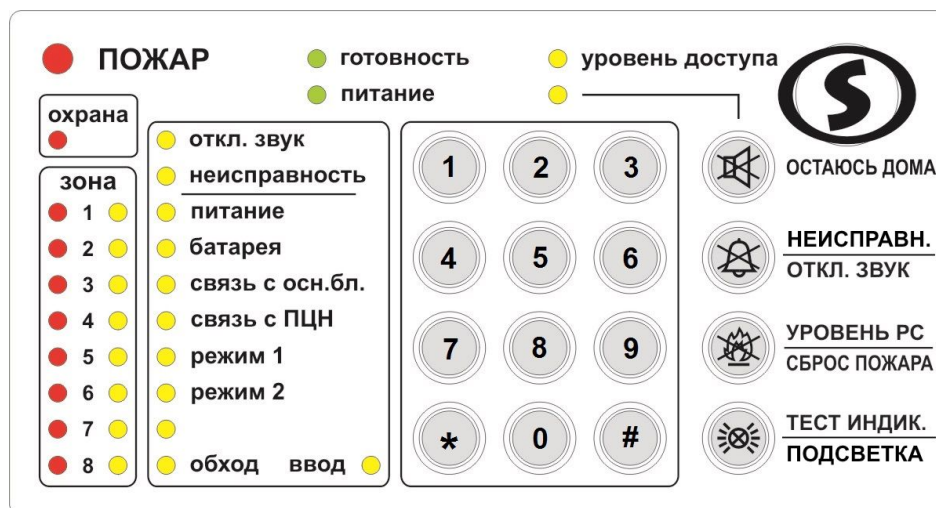 ПОЖАР
готовность
уровень доступа
питание
S
охрана
откл. звук
неисправность
зона
1
2
3
4
5
6
7
8
питание
батарея
связь с осн.бл.
связь с ПЦН
режим 1
режим 2
обход ввод
1 2 3
4 5 6
7 8 9
* 0 #
ОСТАЮСЬ ДОМА
НЕИСПРАВН.
ОТКЛ. ЗВУК
УРОВЕНЬ РС
СБРОС ПОЖАРА
ТЕСТ ИНДИК.
ПОДСВЕТКА